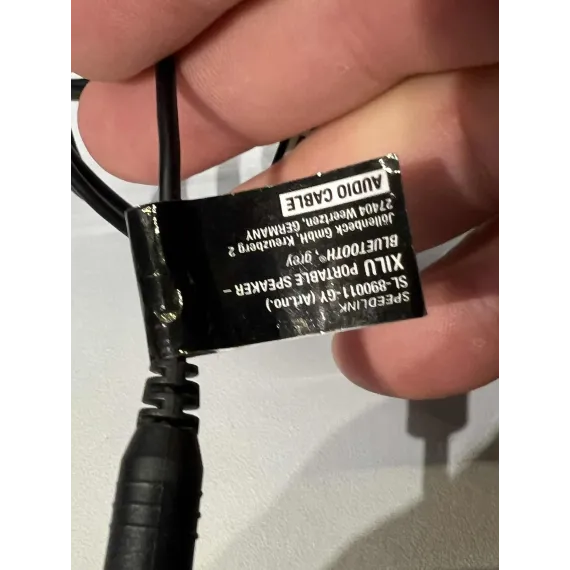 SPEEDLINK
SL-890011-GY (Art.no.)
XILU PORTABLE SPEAKER –
BLUETOOTH®, grey
Jöllenbeck GmbH, Kreuzberg 2
27404 Weertzen, GERMANY
AUDIO CABLE